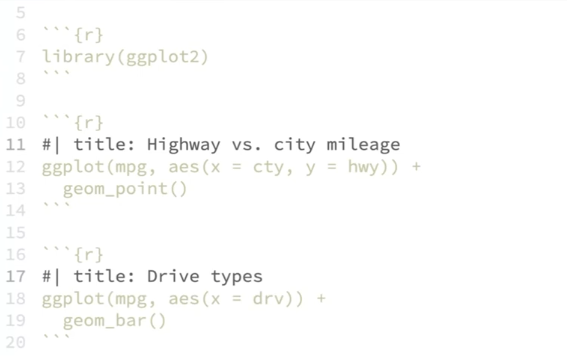 5
6 ```{r}
7 library(ggplot2)
8 ```
9
10 ```{r}
11 #| title: Highway vs. city mileage
12 ggplot(mpg, aes(x = cty, y = hwy)) +
13   geom_point()
14 ```
15
16 ```{r}
17 #| title: Drive types
18 ggplot(mpg, aes(x = drv)) +
19   geom_bar()
20 ```